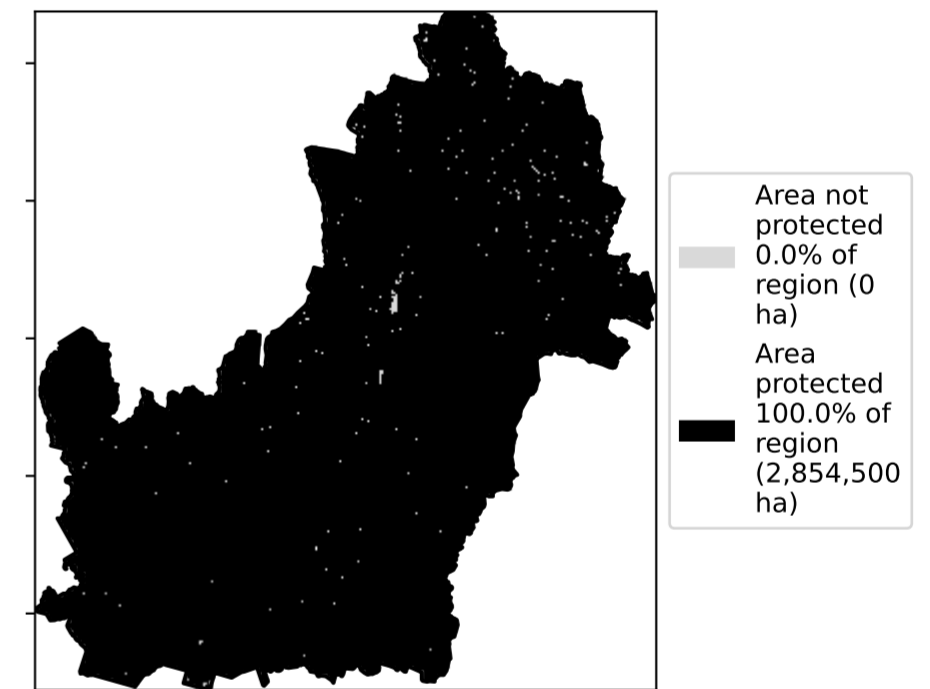 Area not
protected
0.0% of
region (0
ha)
Area
protected
100.0% of
region
(2,854,500
ha)